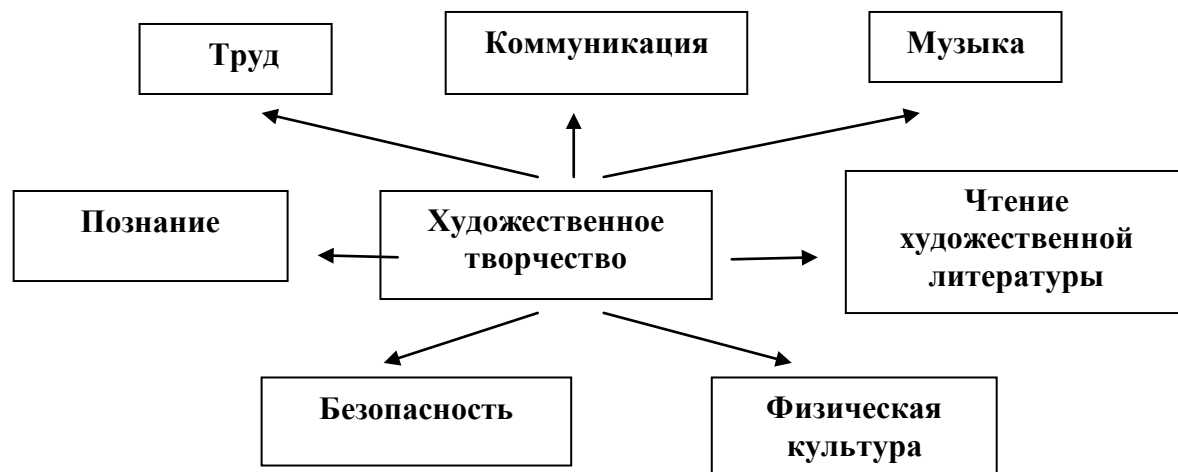 Труд
Коммуникация
Музыка
Познание
Художественное
творчество
Чтение
художественной
литературы
Безопасность
Физическая
культура